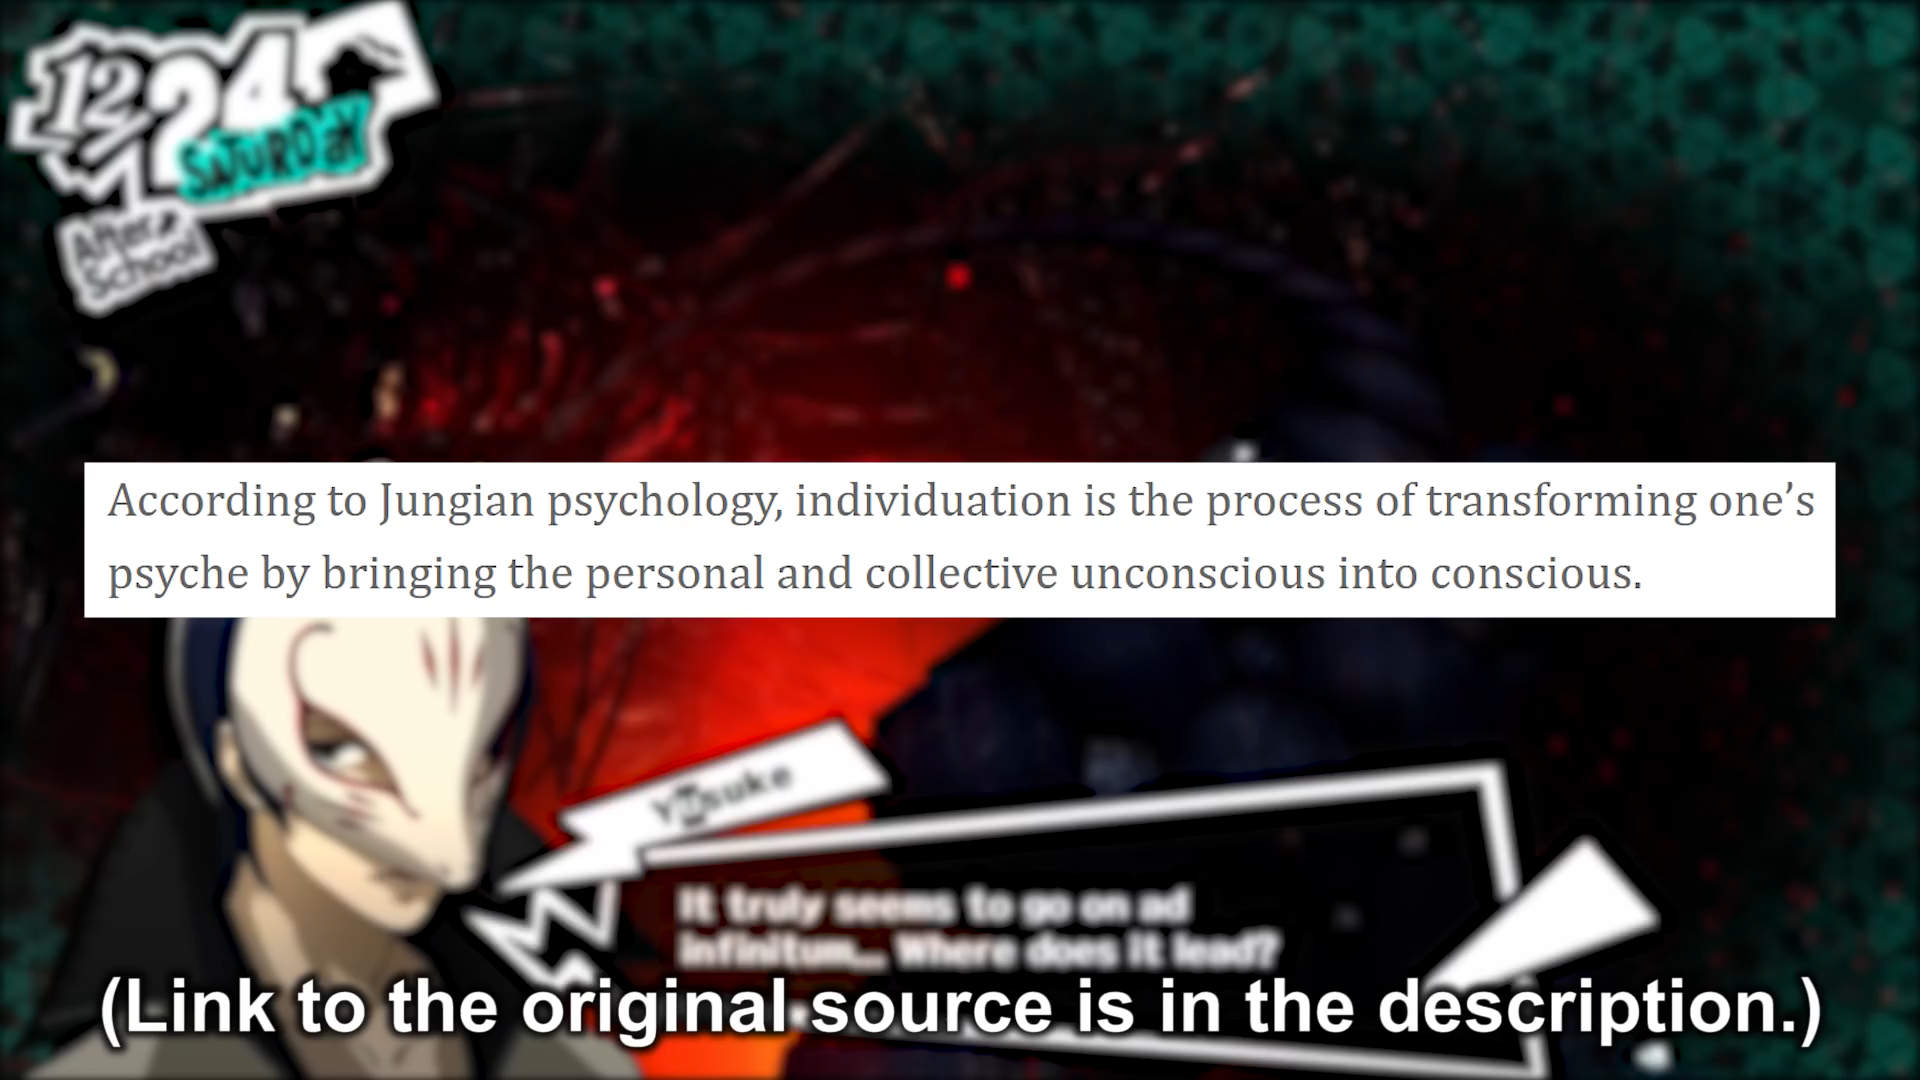 12/24
SATURDAY
After
School
According to Jungian psychology, individuation is the process of transforming one’s
psyche by bringing the personal and collective unconscious into conscious.
Yusuke
It truly seems to go on ad
infinitum... Where does it lead?
(Link to the original source is in the description.)